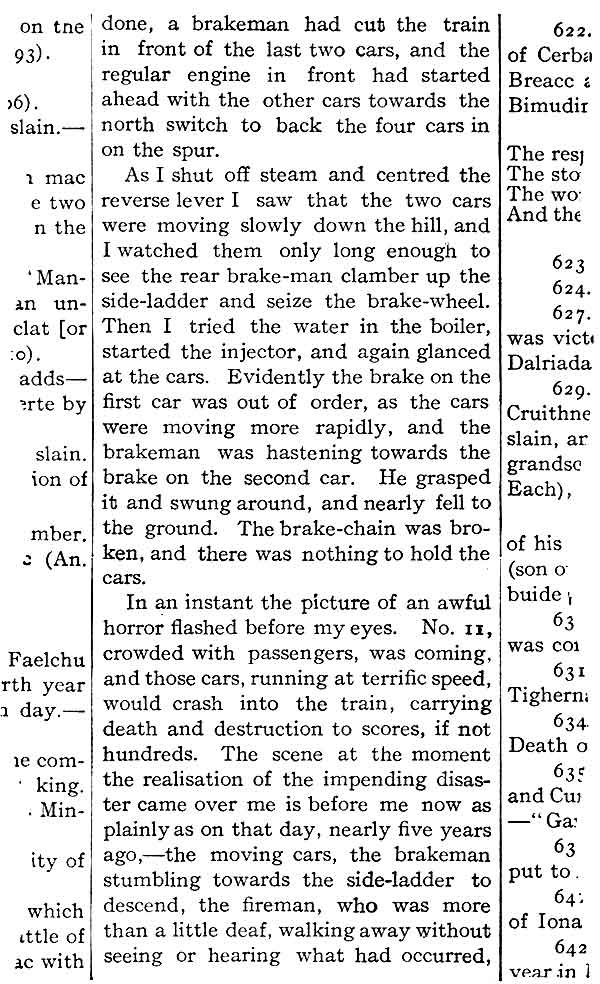 on the
93).
06).
slain.—
mac
e two
n the
'Man-
an un-
clat [or
:o).
adds—
erte by
slain.
ion of
mber.
(An.
Faelchu
rth year
day.—
com-
king.
Min-
ity of
which
ttle of
ac with
done, a brakeman had cut the train
in front of the last two cars, and the
regular engine in front had started
ahead with the other cars towards the
north switch to back the four cars in
on the spur.
As I shut off steam and centred the
reverse lever I saw that the two cars
were moving slowly down the hill, and
I watched them only long enough to
see the rear brake-man clamber up the
side-ladder and seize the brake-wheel.
Then I tried the water in the boiler,
started the injector, and again glanced
at the cars. Evidently the brake on the
first car was out of order, as the cars
were moving more rapidly, and the
brakeman was hastening towards the
brake on the second car. He grasped
it and swung around, and nearly fell to
the ground. The brake-chain was bro-
ken, and there was nothing to hold the
cars.
In an instant the picture of an awful
horror flashed before my eyes. No. 11,
crowded with passengers, was coming,
and those cars, running at terrific speed,
would crash into the train, carrying
death and destruction to scores, if not
hundreds. The scene at the moment
the realisation of the impending disas-
ter came over me is before me now as
plainly as on that day, nearly five years
ago,—the moving cars, the brakeman
stumbling towards the side-ladder to
descend, the fireman, who was more
than a little deaf, walking away without
seeing or hearing what had occurred,
622.
of Cerba
Breacc a
Bimudir
The resp
The sto
The wo
And the
623
624.
627.
was victo
Dalriada
629.
Cruithne
slain, ar
grandso
Each),
of his
(son o
buide
63
was cor
631
Tigherna
634
Death o
635
and Cu
—"Ga
63
put to
64
of Iona
642
year in